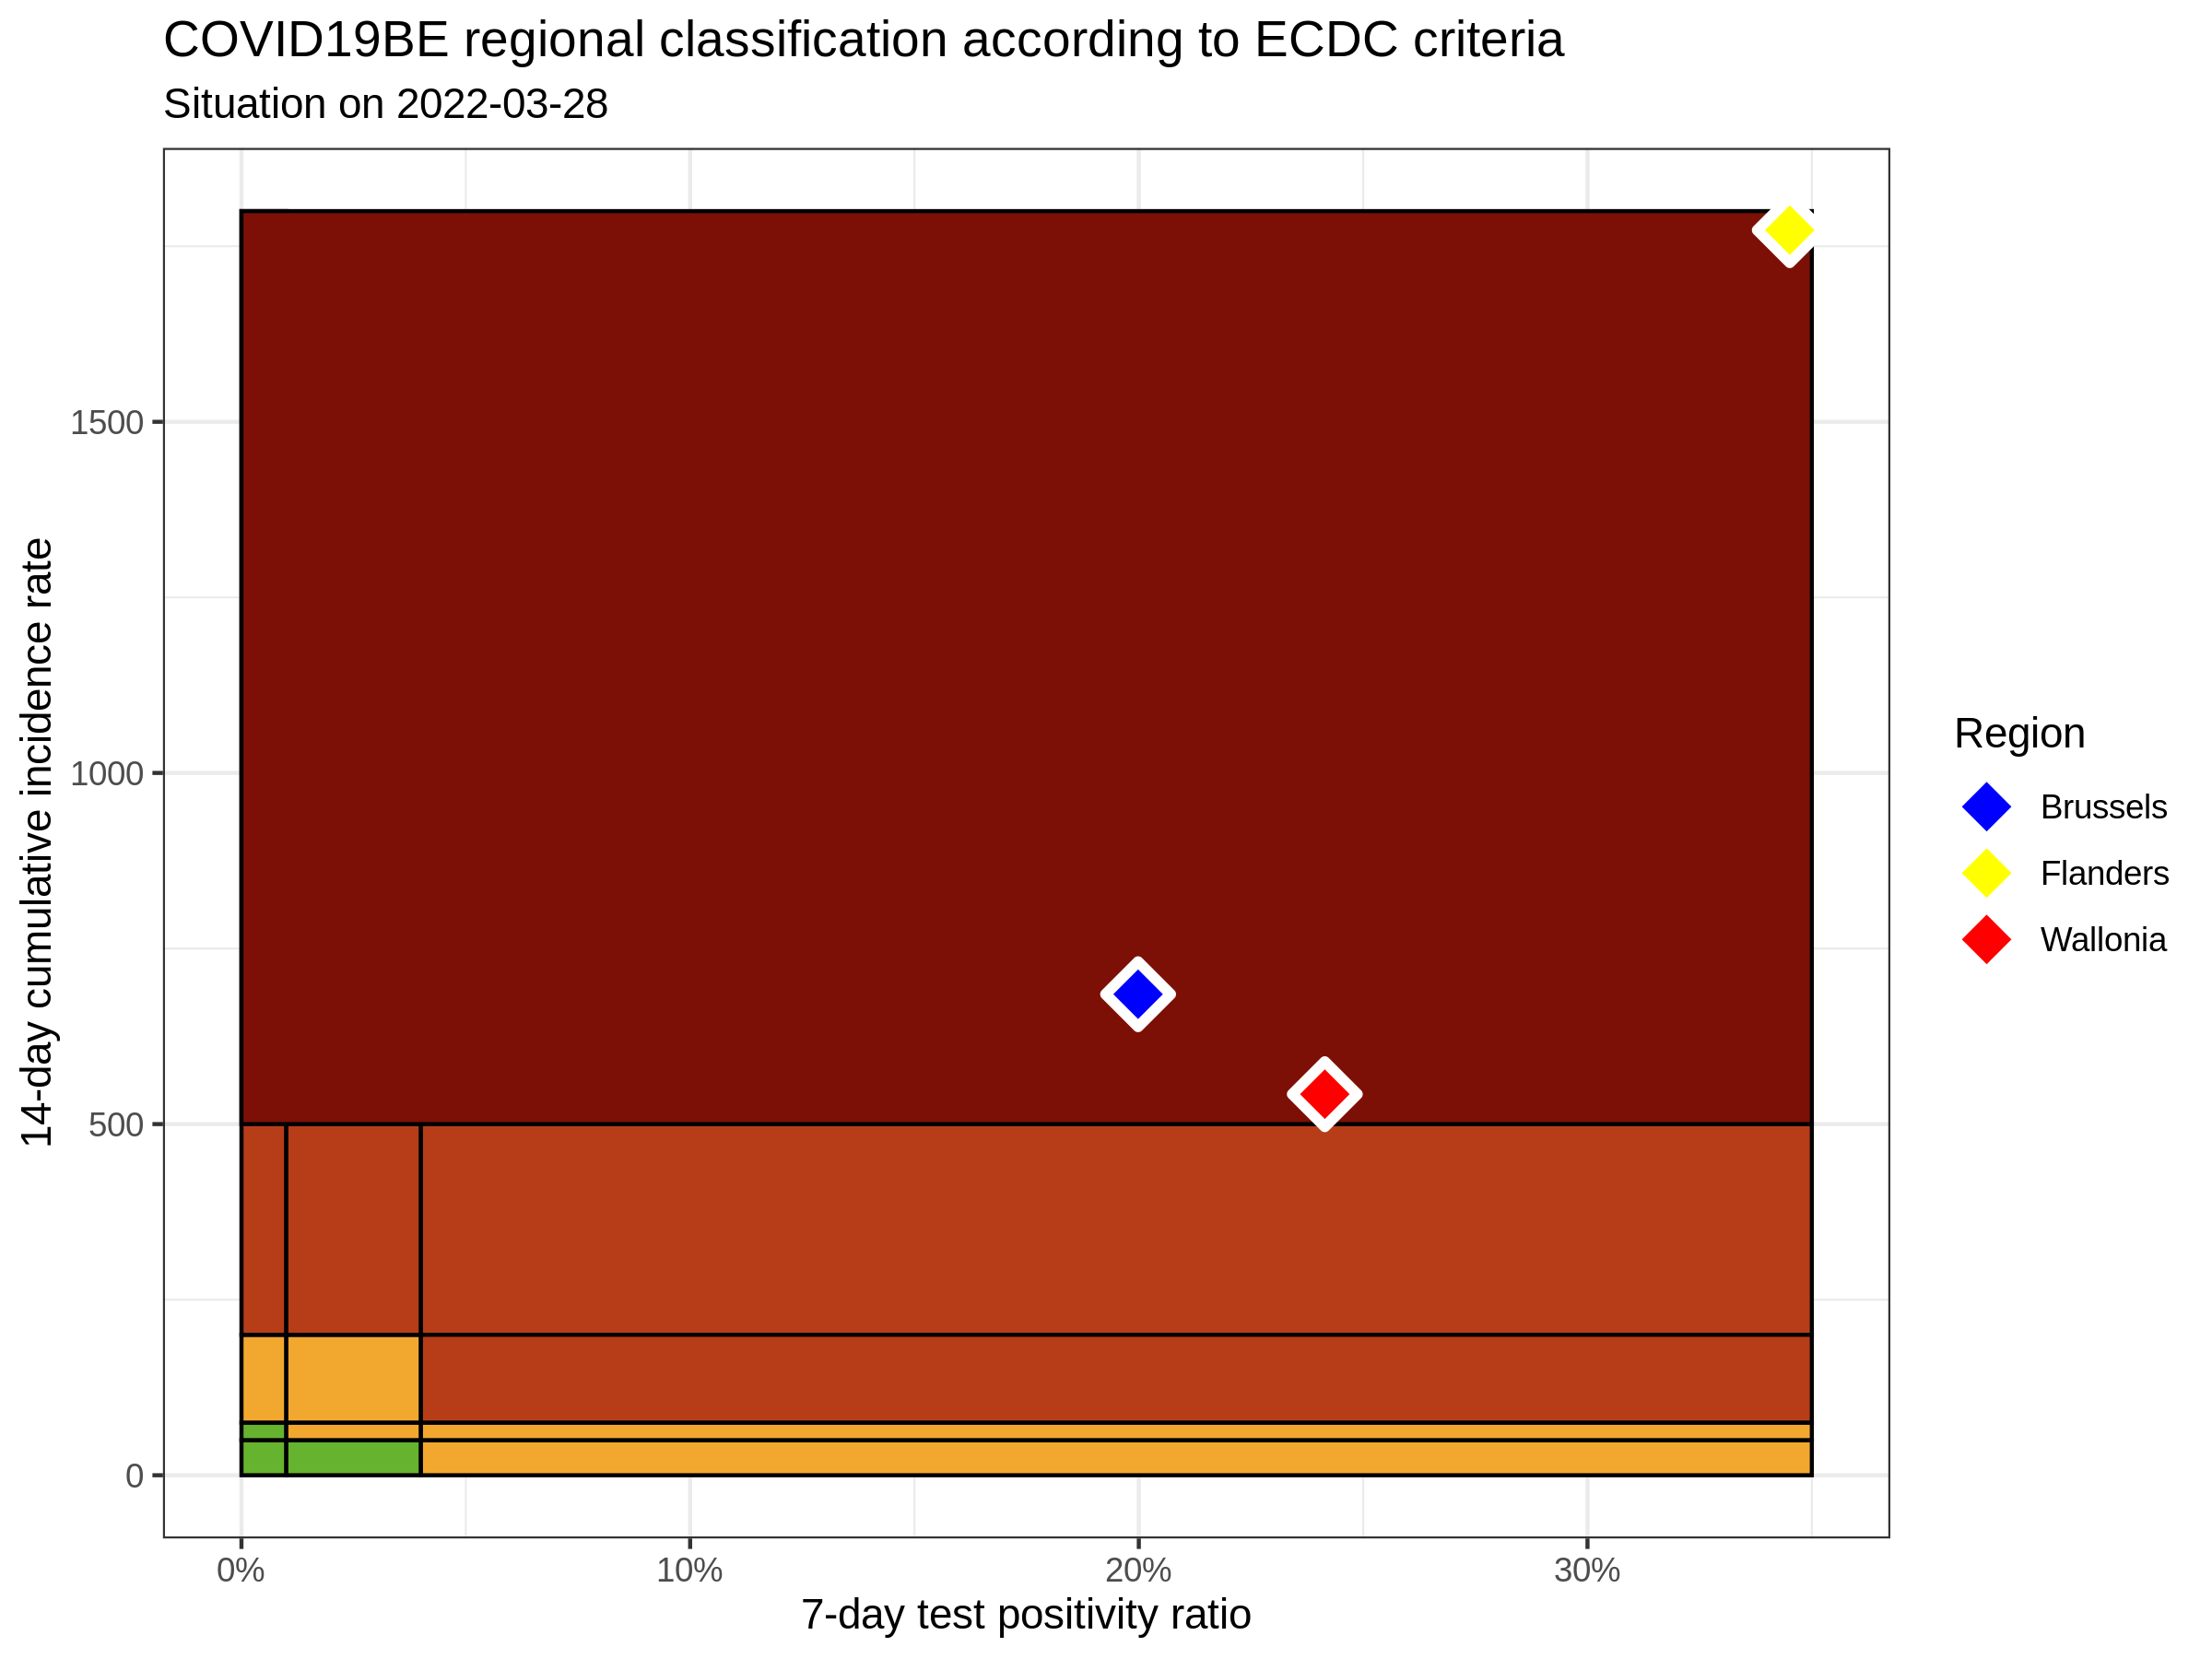 COVID19BE regional classification according to ECDC criteria
Situation on 2022-03-28
14-day cumulative incidence rate
1500
1000
500
0
0%
10%
20%
30%
7-day test positivity ratio
Region
Brussels
Flanders
Wallonia